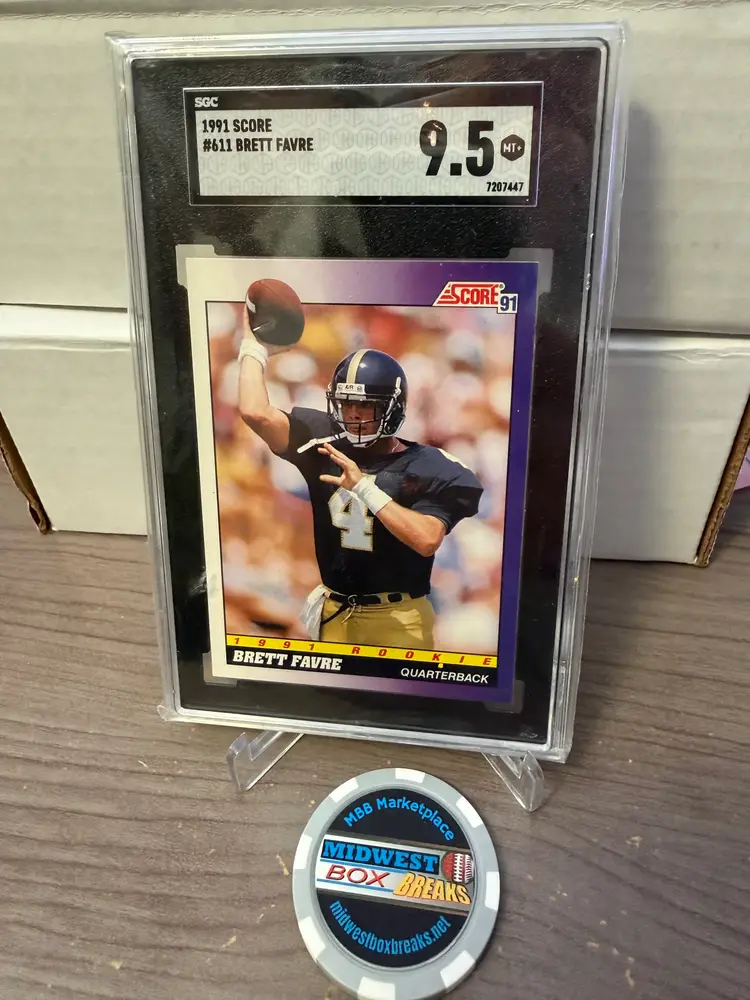 SGC
1991 SCORE
#611 BRETT FAVRE
9.5
MT+
7207447
SCORE 91
4
1991 ROOKIE
BRETT FAVRE
QUARTERBACK
MBB Marketplace
MIDWEST
BOX BREAKS
midwestboxbreaks.net